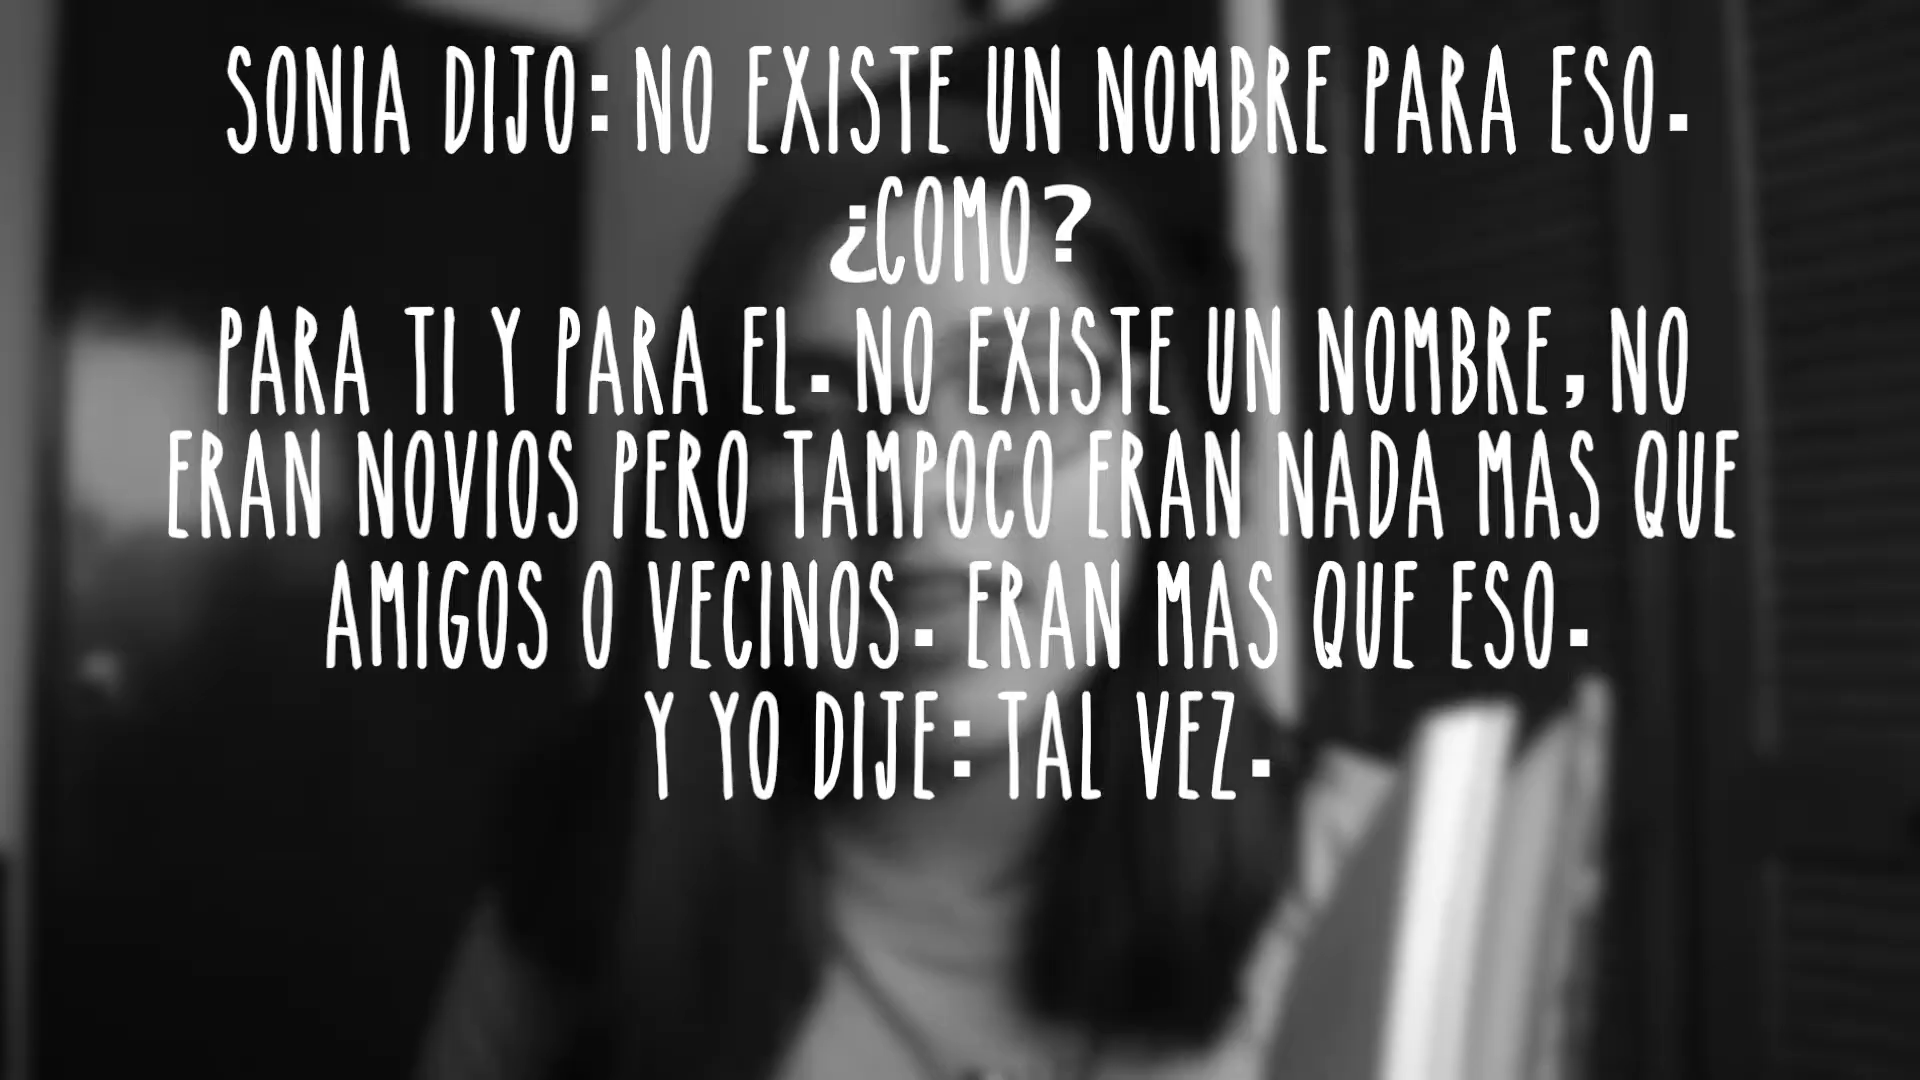 SONIA DIJO: NO EXISTE UN NOMBRE PARA ESO.
¿COMO?
PARA TI Y PARA EL. NO EXISTE UN NOMBRE, NO
ERAN NOVIOS PERO TAMPOCO ERAN NADA MAS QUE
AMIGOS O VECINOS. ERAN MAS QUE ESO.
Y YO DIJE: TAL VEZ.